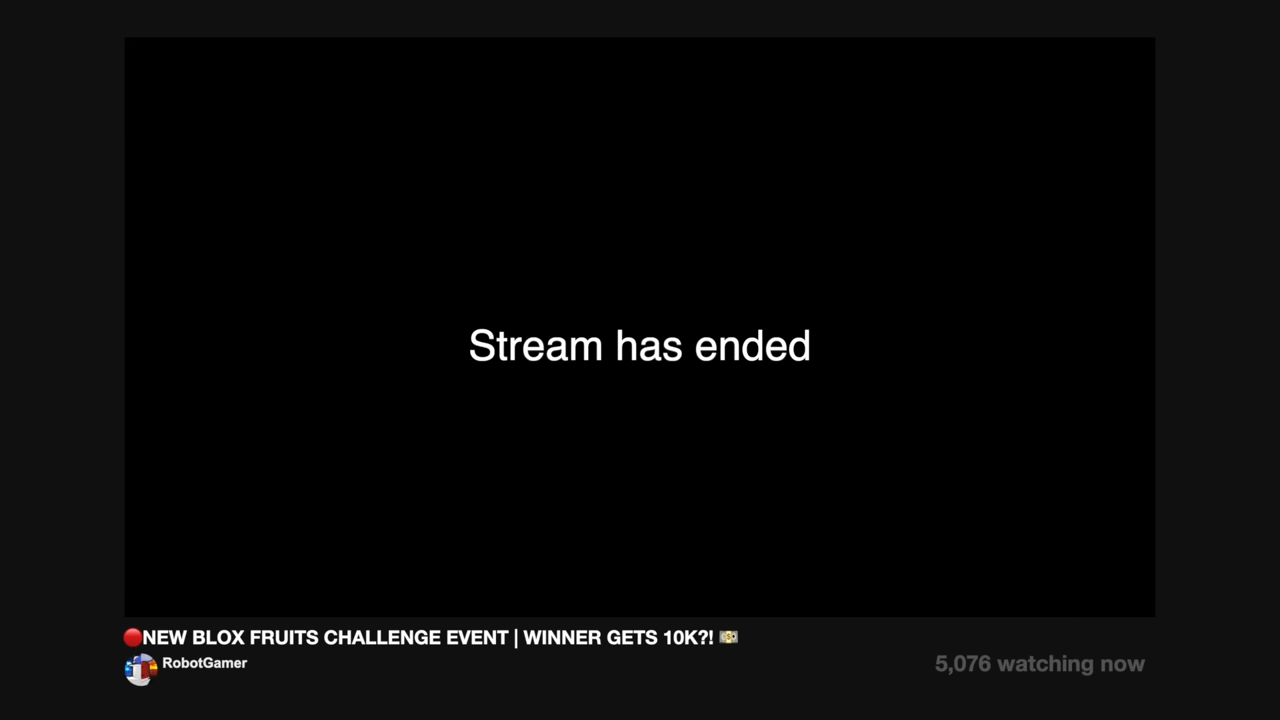 Stream has ended
🔴NEW BLOX FRUITS CHALLENGE EVENT | WINNER GETS 10K?! 💵
RobotGamer
5,076 watching now